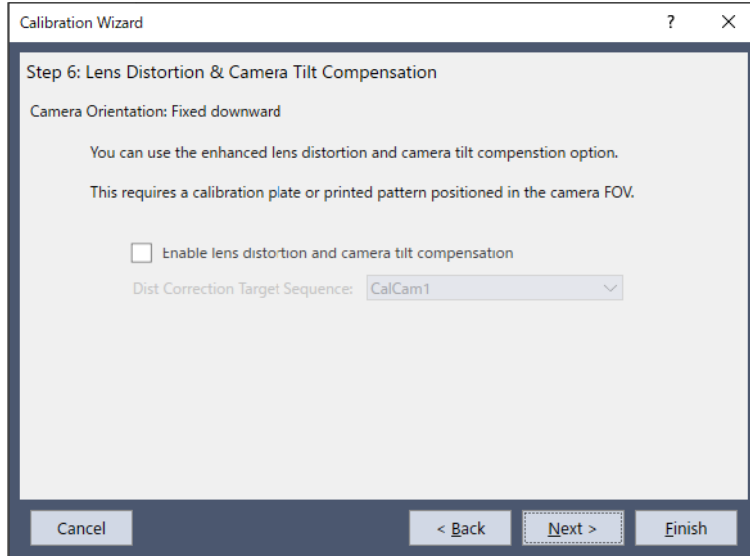 Calibration Wizard
?
Step 6: Lens Distortion & Camera Tilt Compensation
Camera Orientation: Fixed downward
You can use the enhanced lens distortion and camera tilt compenstion option.
This requires a calibration plate or printed pattern positioned in the camera FOV.
Enable lens distortion and camera tilt compensation
Dist Correction Target Sequence: CalCam1
Cancel < Back Next > Finish